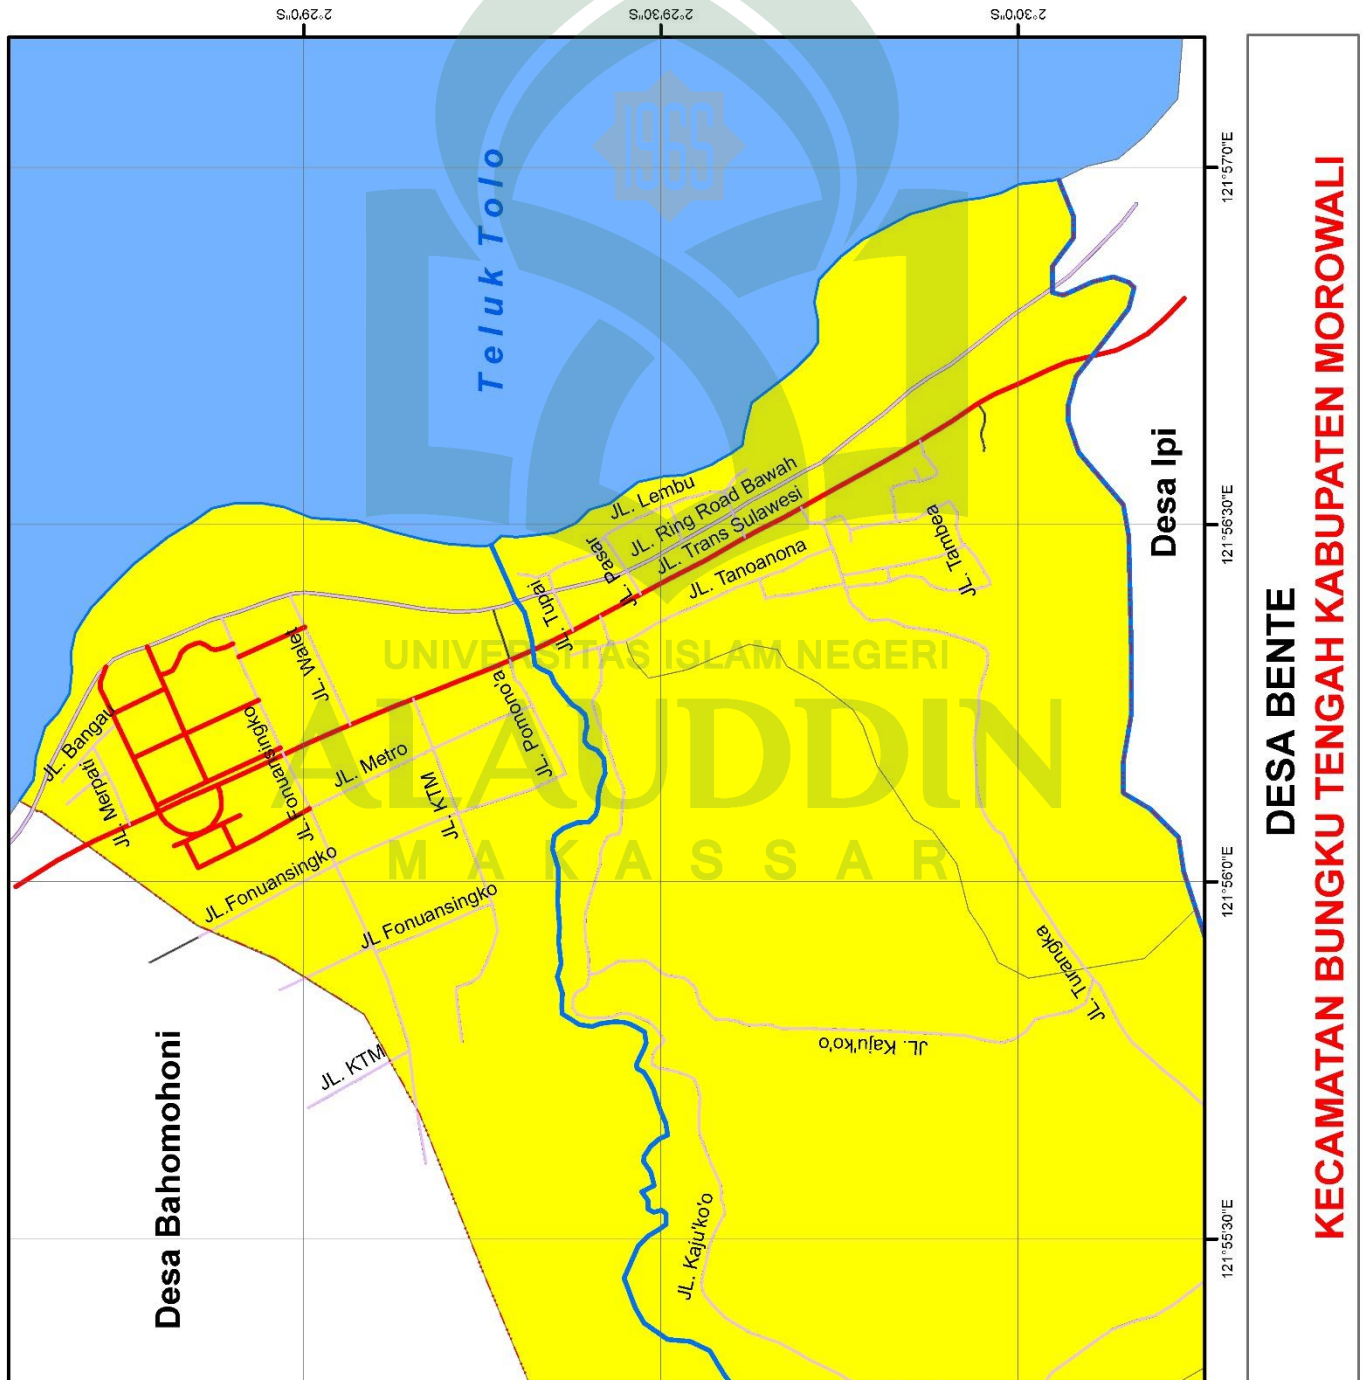 2°29'0"S
2°29'30"S
2°30'0"S
1965
Teluk Tolo
121°57'0"E
121°56'30"E
121°56'0"E
121°55'30"E
JL. Lembu
JL. Ring Road Bawah
JL. Trans Sulawesi
JL. Pasar
JL. Tanoanona
JL. Tambea
JL. Tupai
JL. Walet
JL. Pomono'a
JL. Bangau
JL. Merpati
JL.Fonuansingko
JL. Metro
JL. KTM
JL.Fonuansingko
JL Fonuansingko
JL. KTM
JL. Turangka
JL. Kaju'ko'o
JL. Kaju'ko'o
Desa Ipi
Desa Bahomohoni
UNIVERSITAS ISLAM NEGERI
ALAUDDIN
MAKASSAR
DESA BENTE
KECAMATAN BUNGKU TENGAH KABUPATEN MOROWALI